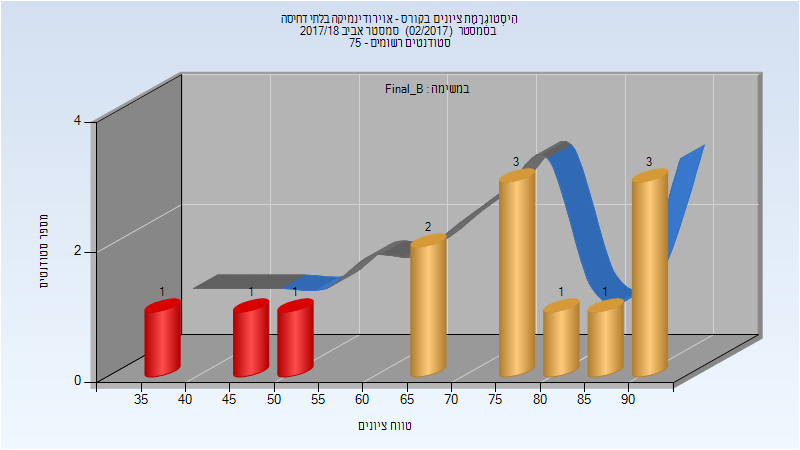 היסטוגרמת ציונים בקורס - אוירודינמיקה בלתי דחיסה
בסמסטר (02/2017) סמסטר אביב 2017/18
סטודנטים רשומים - 75
במשימה : Final_B
מספר סטודנטים
4
2
0
1
1
1
2
3
1
1
3
35 40 45 50 55 60 65 70 75 80 85 90
טווח ציונים